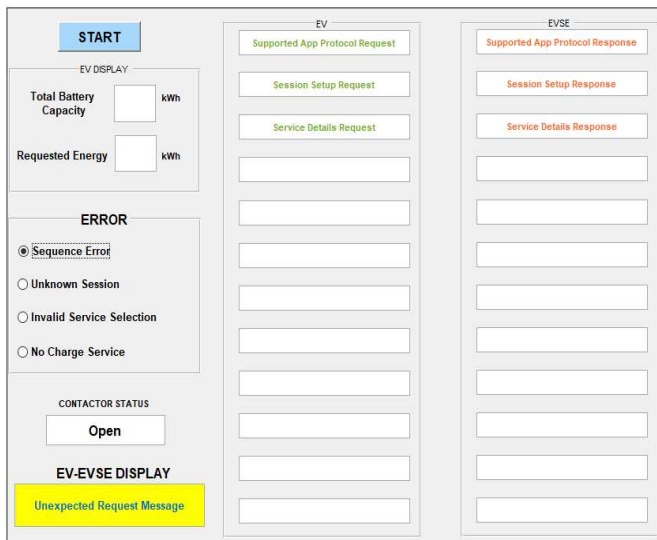 START
EV DISPLAY
Total Battery
Capacity
kWh
Requested Energy
kWh
ERROR
Sequence Error
Unknown Session
Invalid Service Selection
No Charge Service
CONTACTOR STATUS
Open
EV-EVSE DISPLAY
Unexpected Request Message
EV
Supported App Protocol Request
Session Setup Request
Service Details Request
EVSE
Supported App Protocol Response
Session Setup Response
Service Details Response